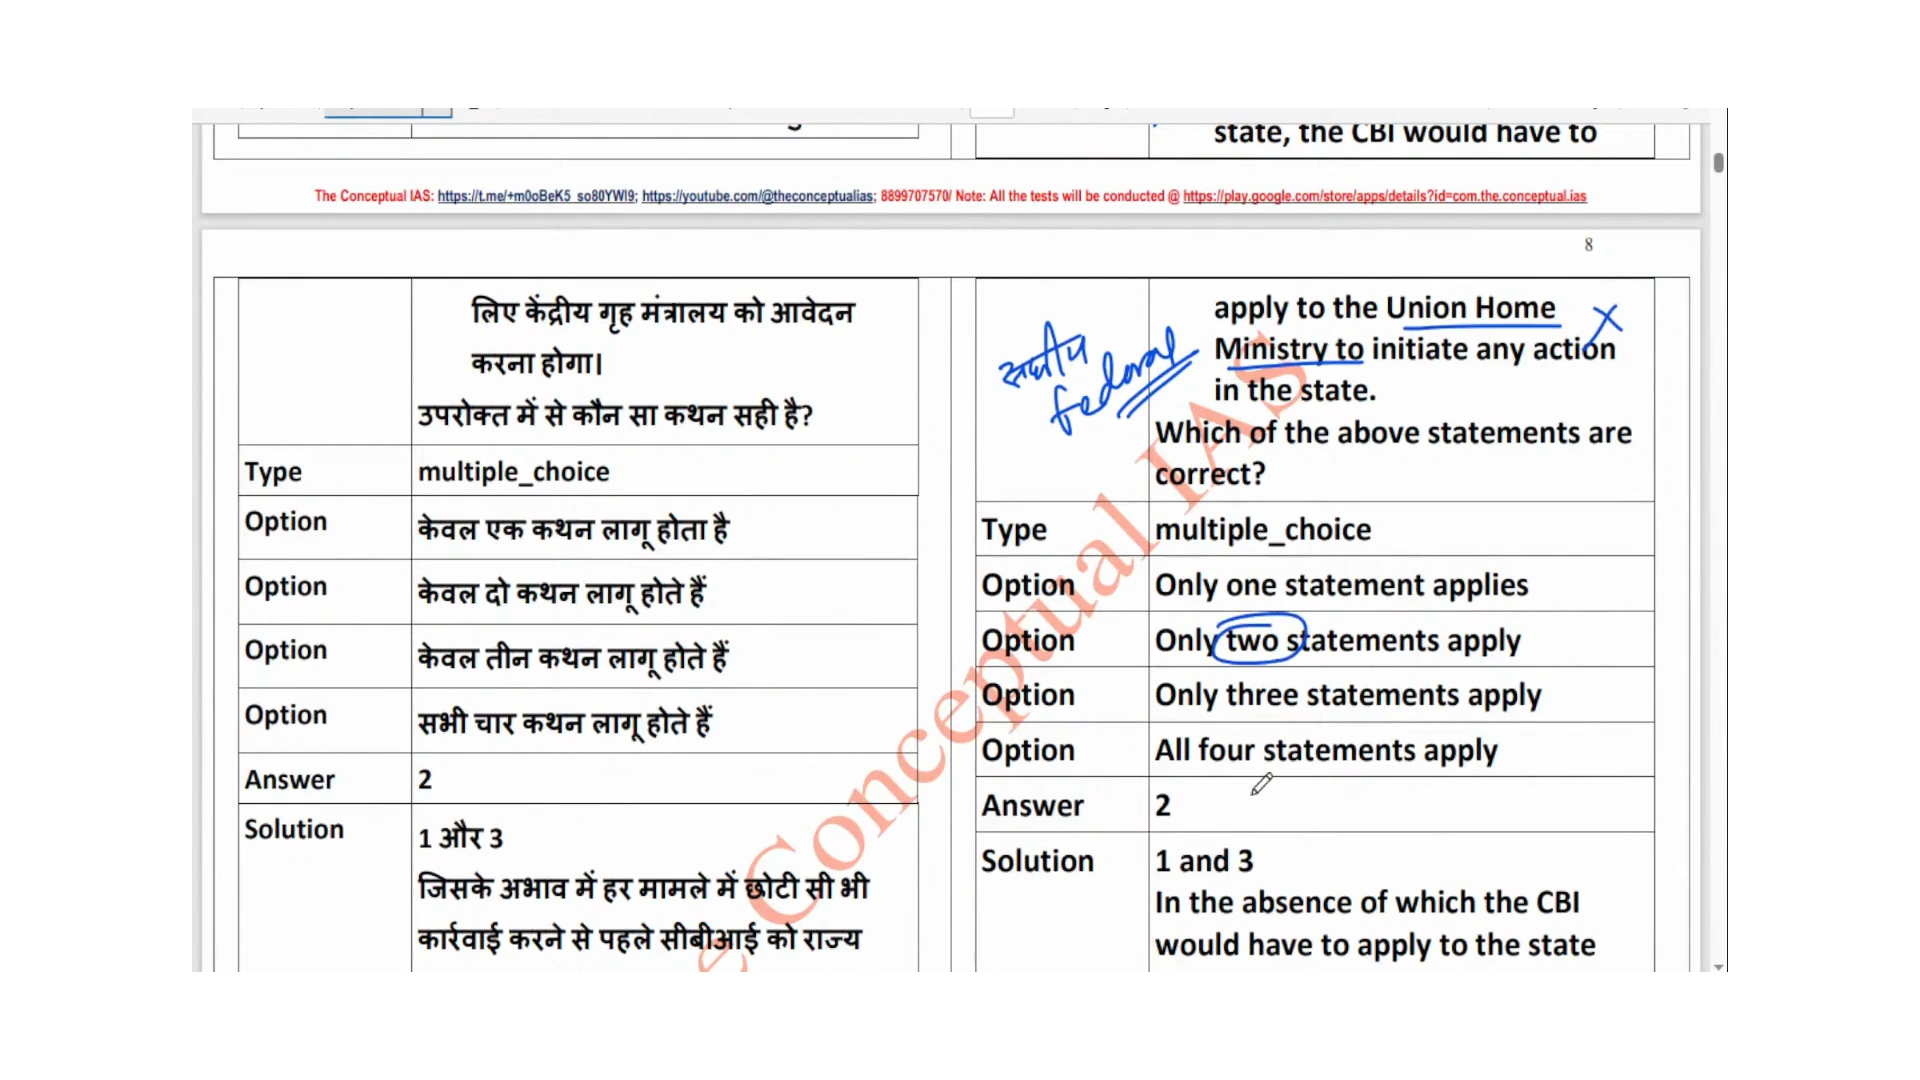 state, the CBI would have to
The Conceptual IAS: https://t.me/+m0oBeK5_so80YWI9; https://youtube.com/@theconceptualias; 8899707570/ Note: All the tests will be conducted @ https://play.google.com/store/apps/details?id=com.the.conceptual.ias
8
लिए केंद्रीय गृह मंत्रालय को आवेदन
करना होगा।
उपरोक्त में से कौन सा कथन सही है?
Type multiple_choice
Option केवल एक कथन लागू होता है
Option केवल दो कथन लागू होते हैं
Option केवल तीन कथन लागू होते हैं
Option सभी चार कथन लागू होते हैं
Answer 2
Solution 1 और 3
जिसके अभाव में हर मामले में छोटी सी भी
कार्रवाई करने से पहले सीबीआई को राज्य
apply to the Union Home
Ministry to initiate any action
in the state.
Which of the above statements are
correct?
federal
Type multiple_choice
Option Only one statement applies
Option Only two statements apply
Option Only three statements apply
Option All four statements apply
Answer 2
Solution 1 and 3
In the absence of which the CBI
would have to apply to the state
e Conceptual IAS